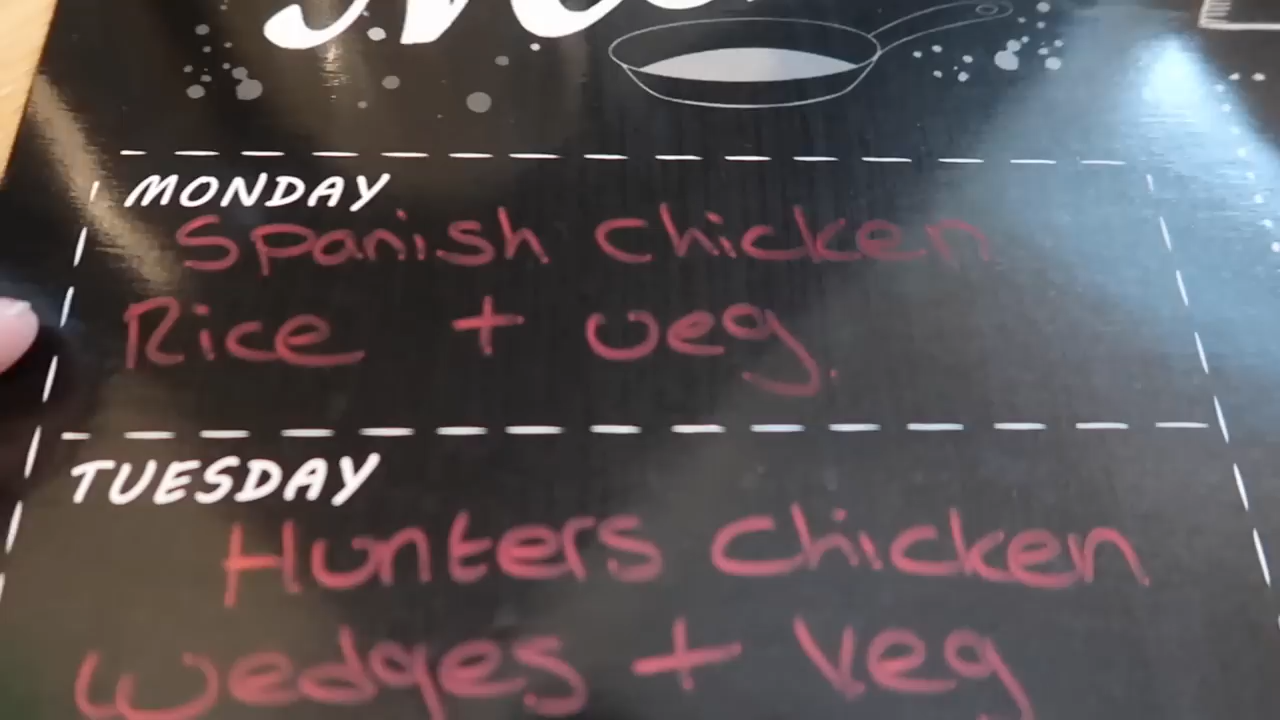 MONDAY
Spanish chicken
Rice + veg.
TUESDAY
Hunters chicken
wedges + veg